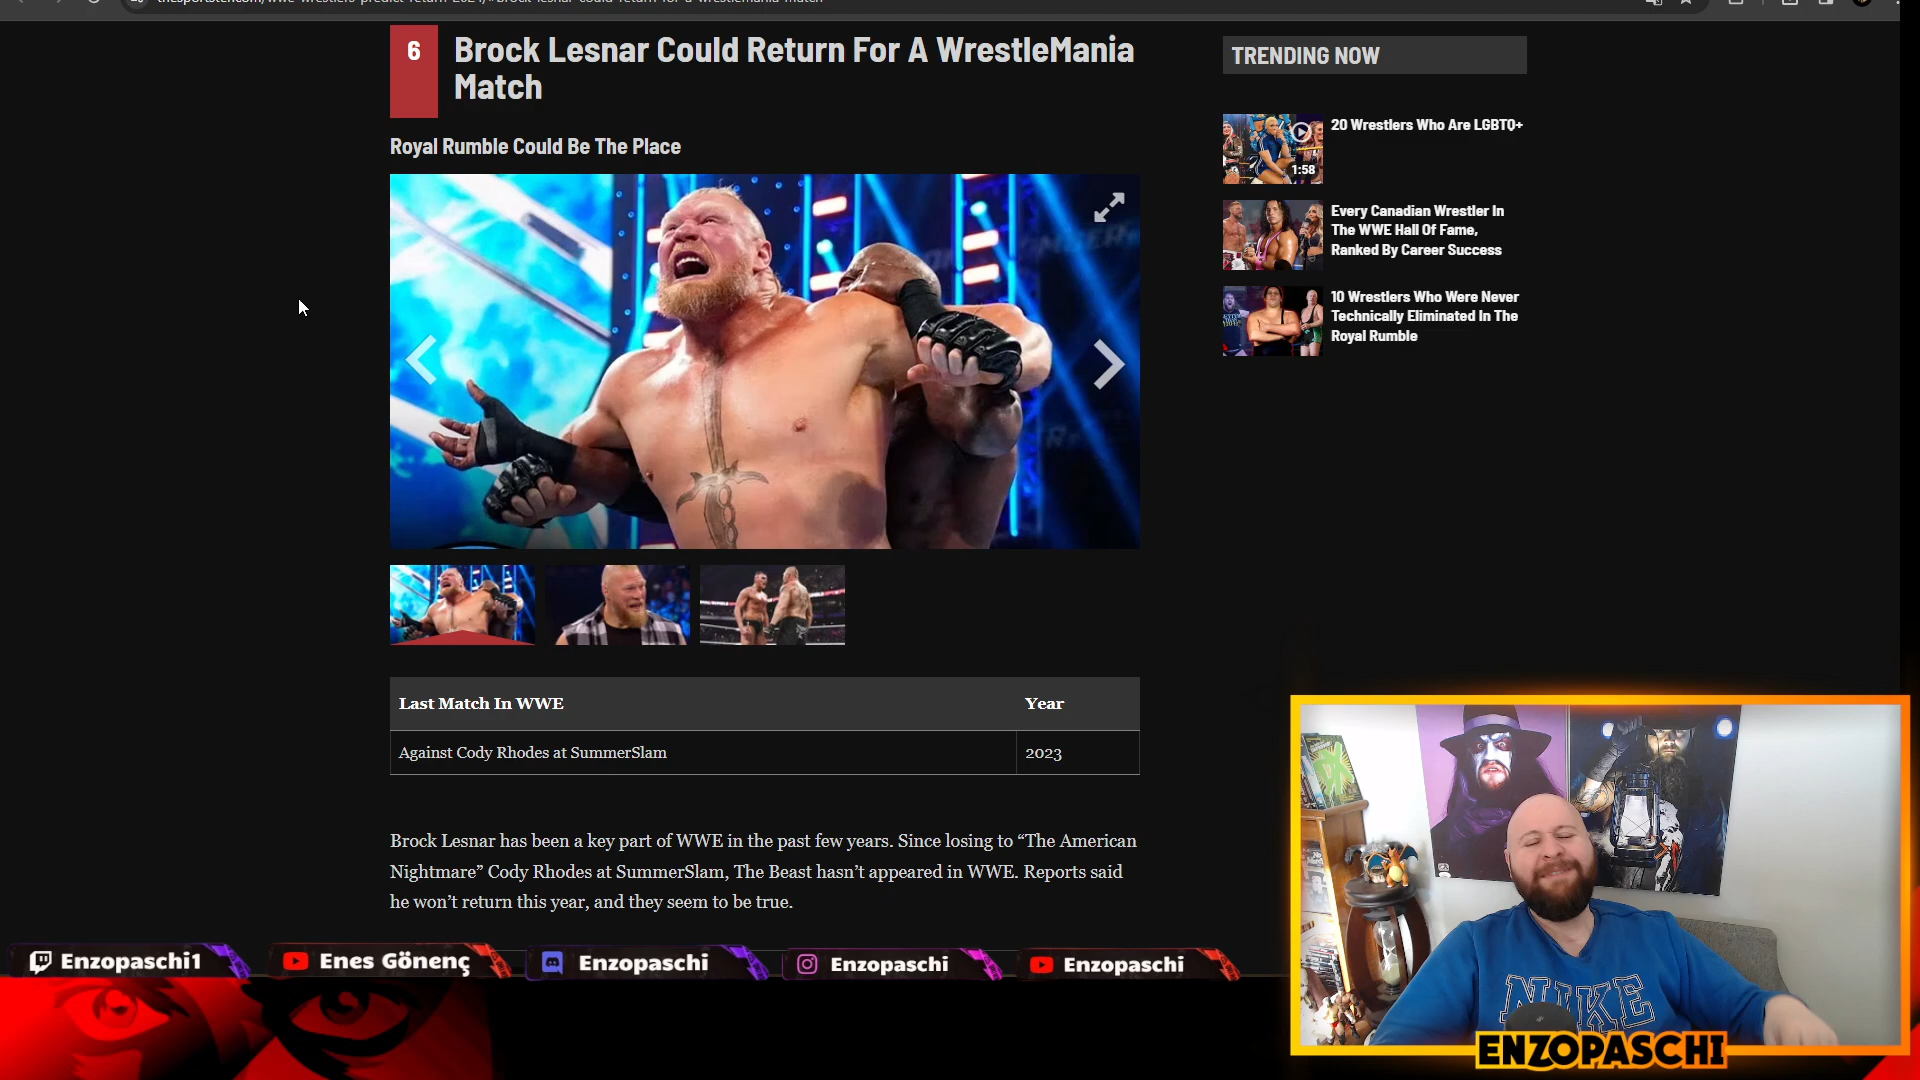 6
Brock Lesnar Could Return For A WrestleMania
Match
Royal Rumble Could Be The Place
Last Match In WWE Year
Against Cody Rhodes at SummerSlam 2023
Brock Lesnar has been a key part of WWE in the past few years. Since losing to “The American
Nightmare” Cody Rhodes at SummerSlam, The Beast hasn’t appeared in WWE. Reports said
he won’t return this year, and they seem to be true.
TRENDING NOW
1:58
20 Wrestlers Who Are LGBTQ+
Every Canadian Wrestler In
The WWE Hall Of Fame,
Ranked By Career Success
10 Wrestlers Who Were Never
Technically Eliminated In The
Royal Rumble
Enzopaschi1
Enes Gönenç
Enzopaschi
Enzopaschi
Enzopaschi
NIKE
ENZOPASCHI